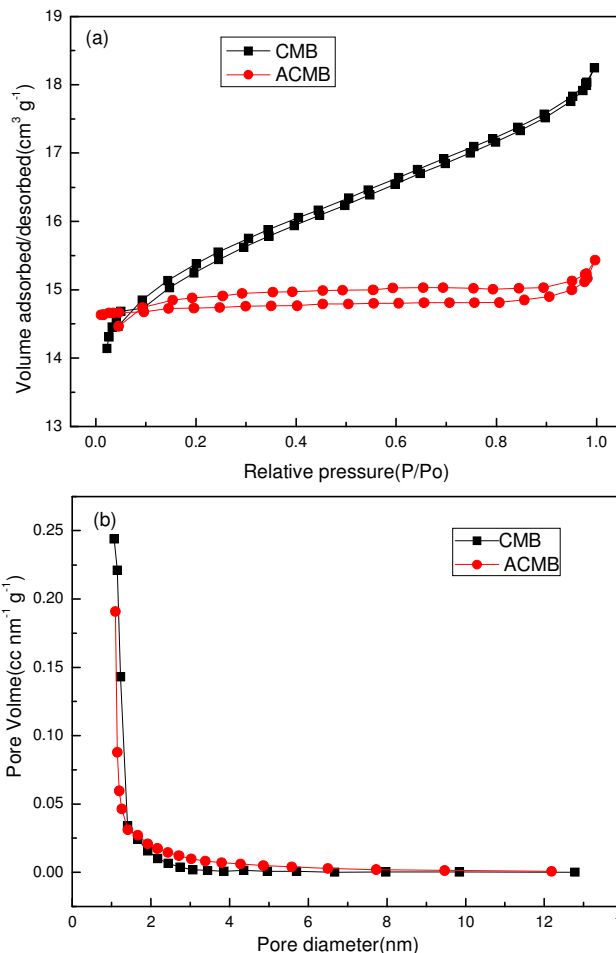 19
(a)
CMB
ACMB
18
17
16
15
14
13
Volume adsorbed/desorbed(cm³ g⁻¹)
0.0 0.2 0.4 0.6 0.8 1.0
Relative pressure(P/Po)
(b)
CMB
ACMB
0.25
0.20
0.15
0.10
0.05
0.00
Pore Volme(cc nm⁻¹ g⁻¹)
0 2 4 6 8 10 12
Pore diameter(nm)